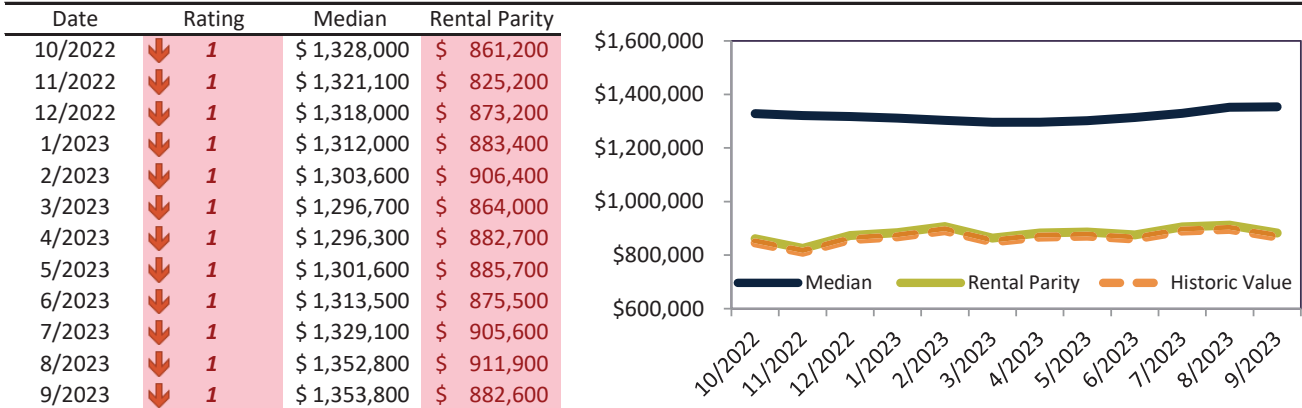 Date Rating Median Rental Parity
10/2022 1 $ 1,328,000 $ 861,200
11/2022 1 $ 1,321,100 $ 825,200
12/2022 1 $ 1,318,000 $ 873,200
1/2023 1 $ 1,312,000 $ 883,400
2/2023 1 $ 1,303,600 $ 906,400
3/2023 1 $ 1,296,700 $ 864,000
4/2023 1 $ 1,296,300 $ 882,700
5/2023 1 $ 1,301,600 $ 885,700
6/2023 1 $ 1,313,500 $ 875,500
7/2023 1 $ 1,329,100 $ 905,600
8/2023 1 $ 1,352,800 $ 911,900
9/2023 1 $ 1,353,800 $ 882,600
$1,600,000
$1,400,000
$1,200,000
$1,000,000
$800,000
$600,000
Median Rental Parity Historic Value
10/2022 11/2022 12/2022 1/2023 2/2023 3/2023 4/2023 5/2023 6/2023 7/2023 8/2023 9/2023